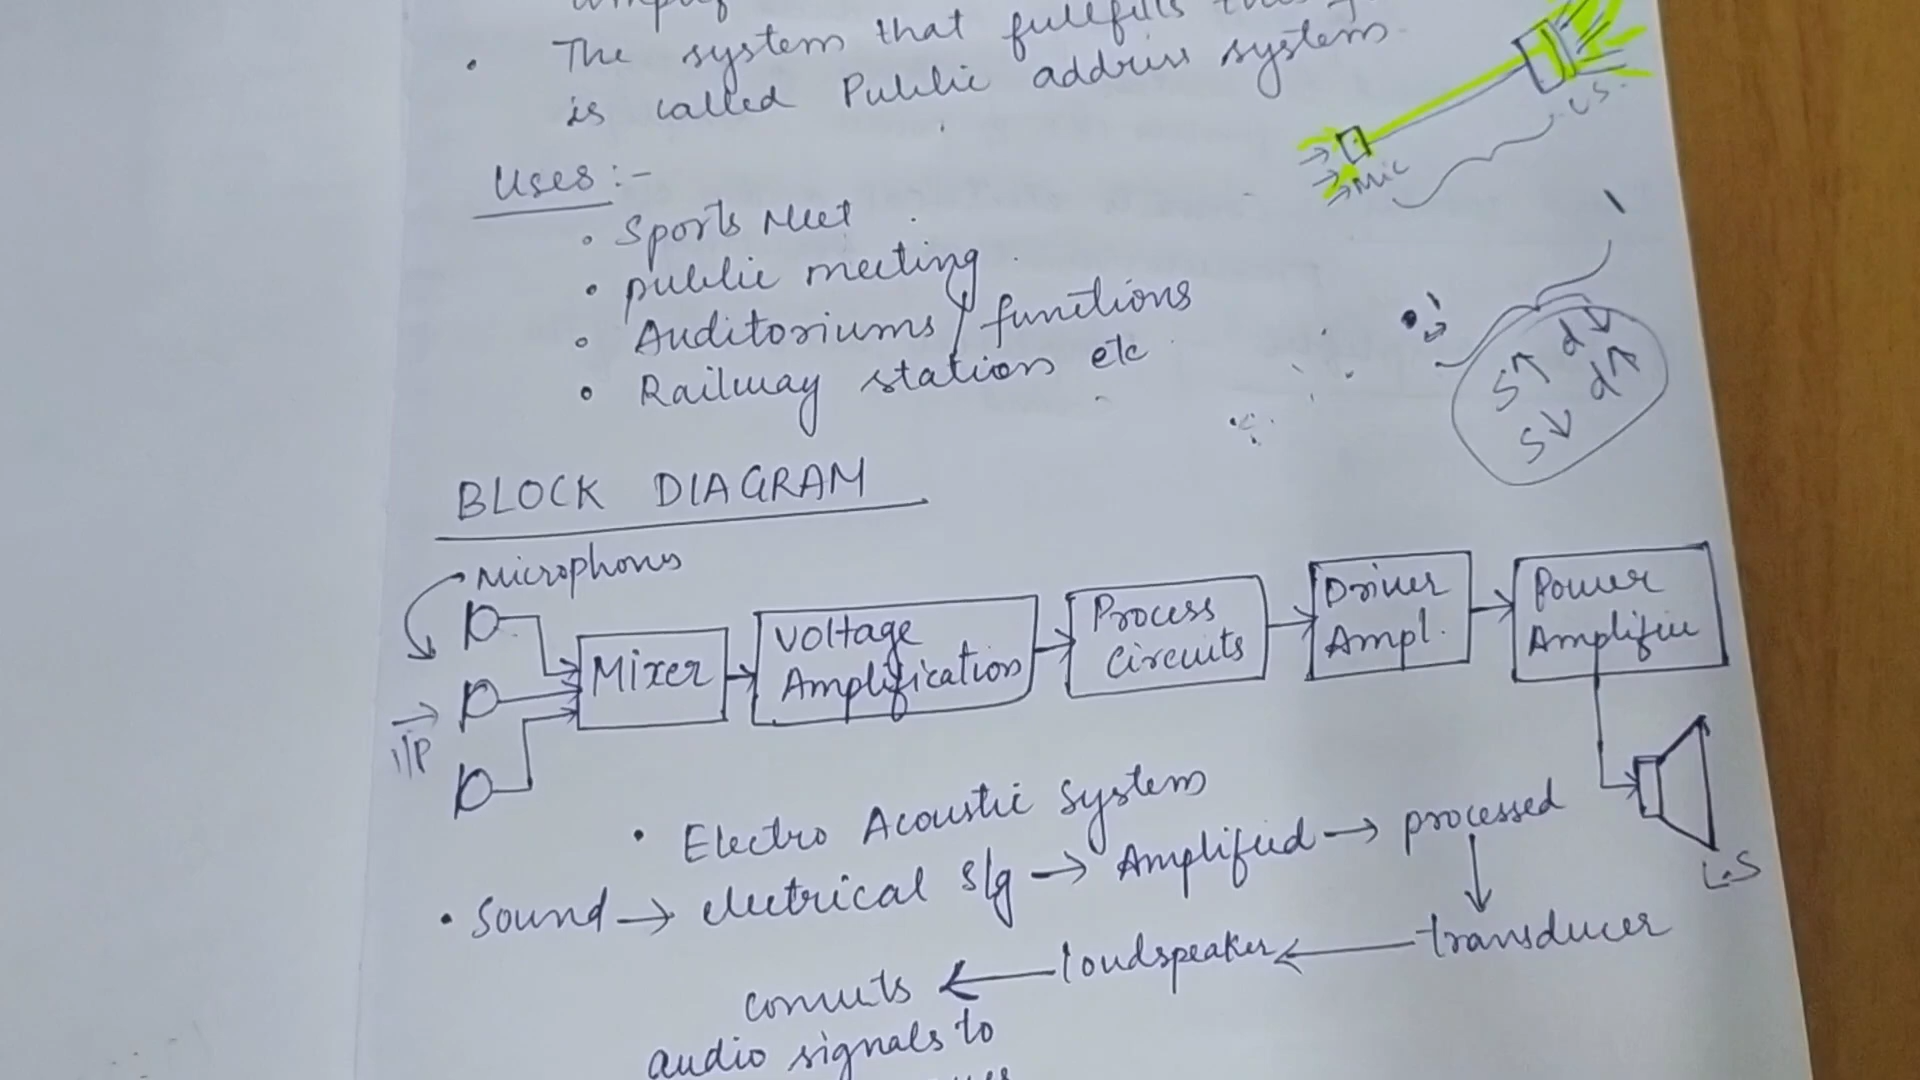 • The system that fullfills
is called Public address system.
L.S.
Mic
Uses :-
• Sports Meet
• public meeting.
• Auditoriums / functions
• Railway station etc
S↑ d↓
S↓ d↑
BLOCK DIAGRAM
Microphones
I/P
Mixer
Voltage
Amplification
Process
Circuits
Driver
Ampl.
Power
Amplifier
L.S
• Electro Acoustic System
• Sound → electrical s/g → Amplified → processed
↓
converts ← loudspeaker ← transducer
audio signals to